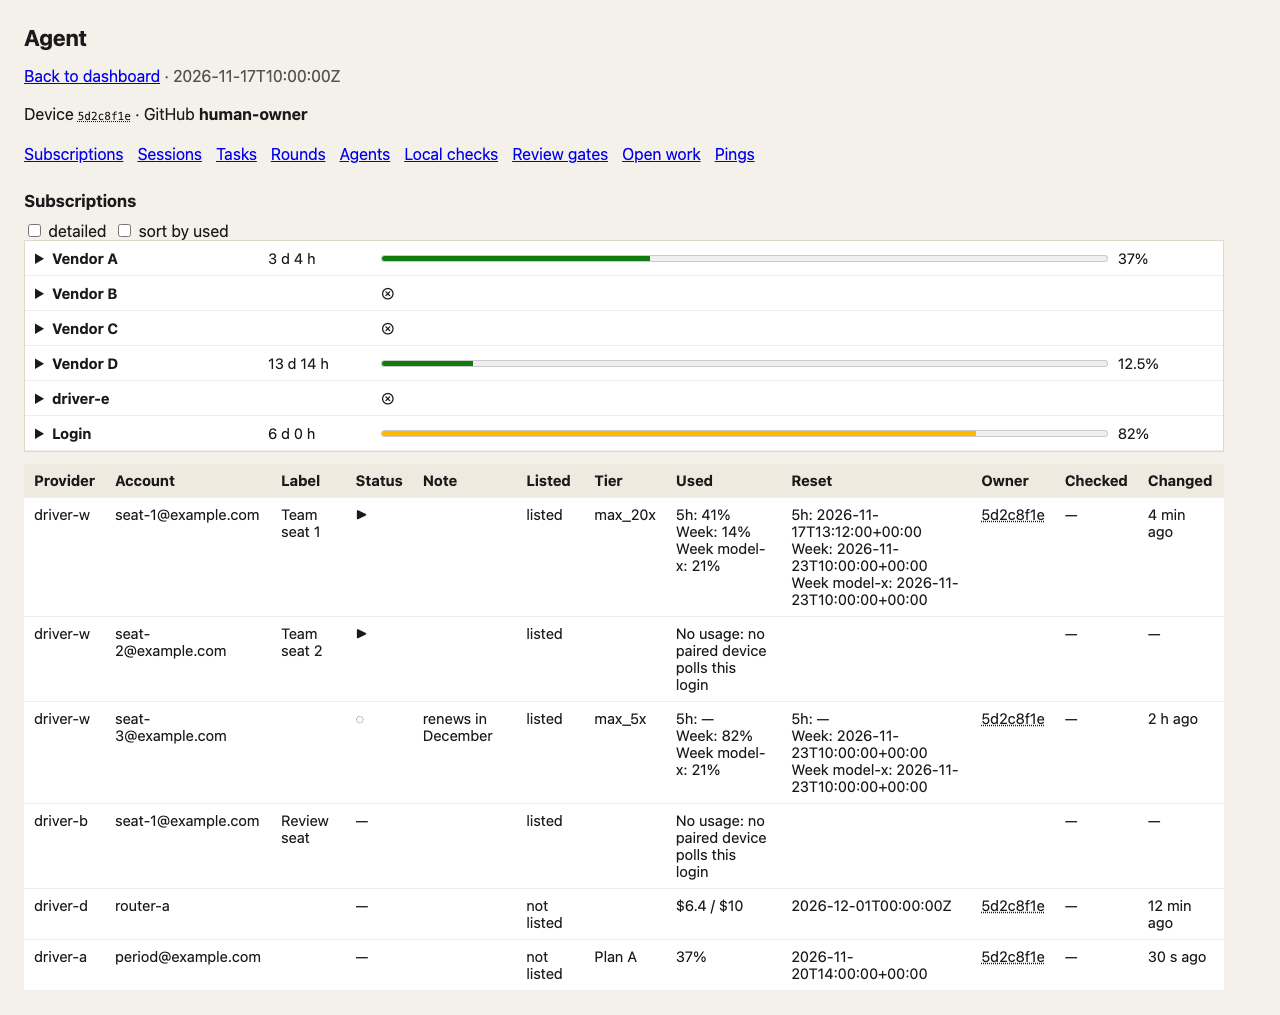 Agent
Back to dashboard · 2026-11-17T10:00:00Z
Device 5d2c8f1e · GitHub human-owner
Subscriptions Sessions Tasks Rounds Agents Local checks Review gates Open work Pings
Subscriptions
detailed sort by used
▶ Vendor A 3 d 4 h 37%
▶ Vendor B ⊗
▶ Vendor C ⊗
▶ Vendor D 13 d 14 h 12.5%
▶ driver-e ⊗
▶ Login 6 d 0 h 82%
Provider Account Label Status Note Listed Tier Used Reset Owner Checked Changed
driver-w seat-1@example.com Team ▶ listed max_20x 5h: 41% 5h: 2026-11- 5d2c8f1e — 4 min
seat 1 Week: 14% 17T13:12:00+00:00 ago
Week model- Week: 2026-11-
x: 21% 23T10:00:00+00:00
Week model-x: 2026-11-
23T10:00:00+00:00
driver-w seat- Team ▶ listed No usage: no — —
2@example.com seat 2 paired device
polls this
login
driver-w seat- ◌ renews in listed max_5x 5h: — 5h: — 5d2c8f1e — 2 h ago
3@example.com December Week: 82% Week: 2026-11-
Week model- 23T10:00:00+00:00
x: 21% Week model-x: 2026-11-
23T10:00:00+00:00
driver-b seat-1@example.com Review — listed No usage: no — —
seat paired device
polls this
login
driver-d router-a — not $6.4 / $10 2026-12-01T00:00:00Z 5d2c8f1e — 12 min
listed ago
driver-a period@example.com — not Plan A 37% 2026-11- 5d2c8f1e — 30 s ago
listed 20T14:00:00+00:00